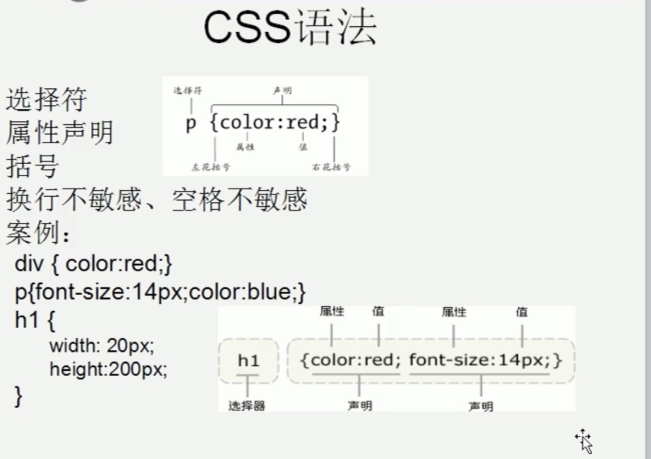 CSS语法
选择符
属性声明
括号
换行不敏感、空格不敏感
案例：
选择符 声明
p {color:red;}
属性 值
左花括号 右花括号
div { color:red;}
p{font-size:14px;color:blue;}
h1 {
width: 20px;
height:200px;
}
属性 值 属性 值
h1 {color:red; font-size:14px;}
选择器 声明 声明